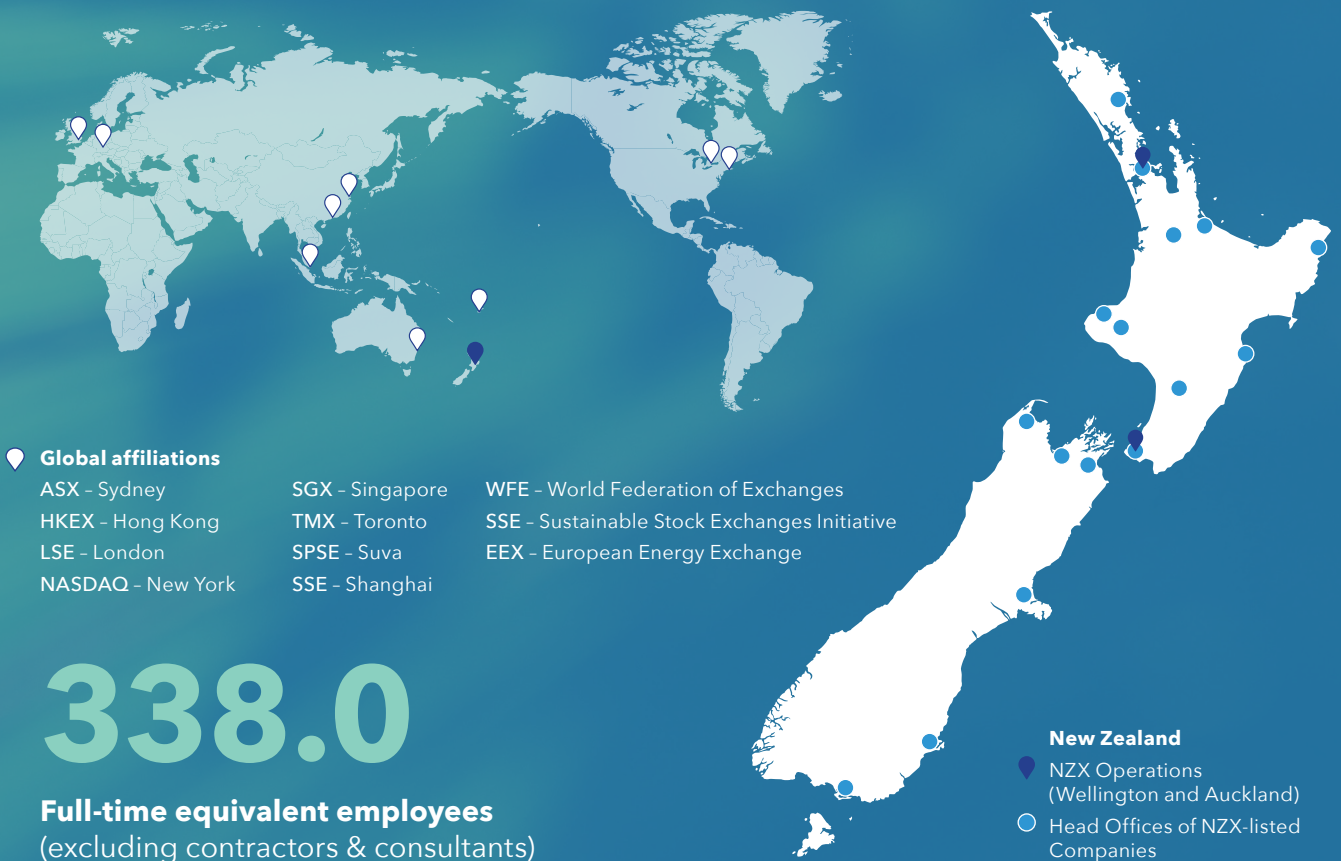 Global affiliations
ASX – Sydney
HKEX – Hong Kong
LSE – London
NASDAQ – New York
SGX – Singapore
TMX – Toronto
SPSE – Suva
SSE – Shanghai
WFE – World Federation of Exchanges
SSE – Sustainable Stock Exchanges Initiative
EEX – European Energy Exchange
338.0
Full-time equivalent employees
(excluding contractors & consultants)
New Zealand
NZX Operations
(Wellington and Auckland)
Head Offices of NZX-listed
Companies